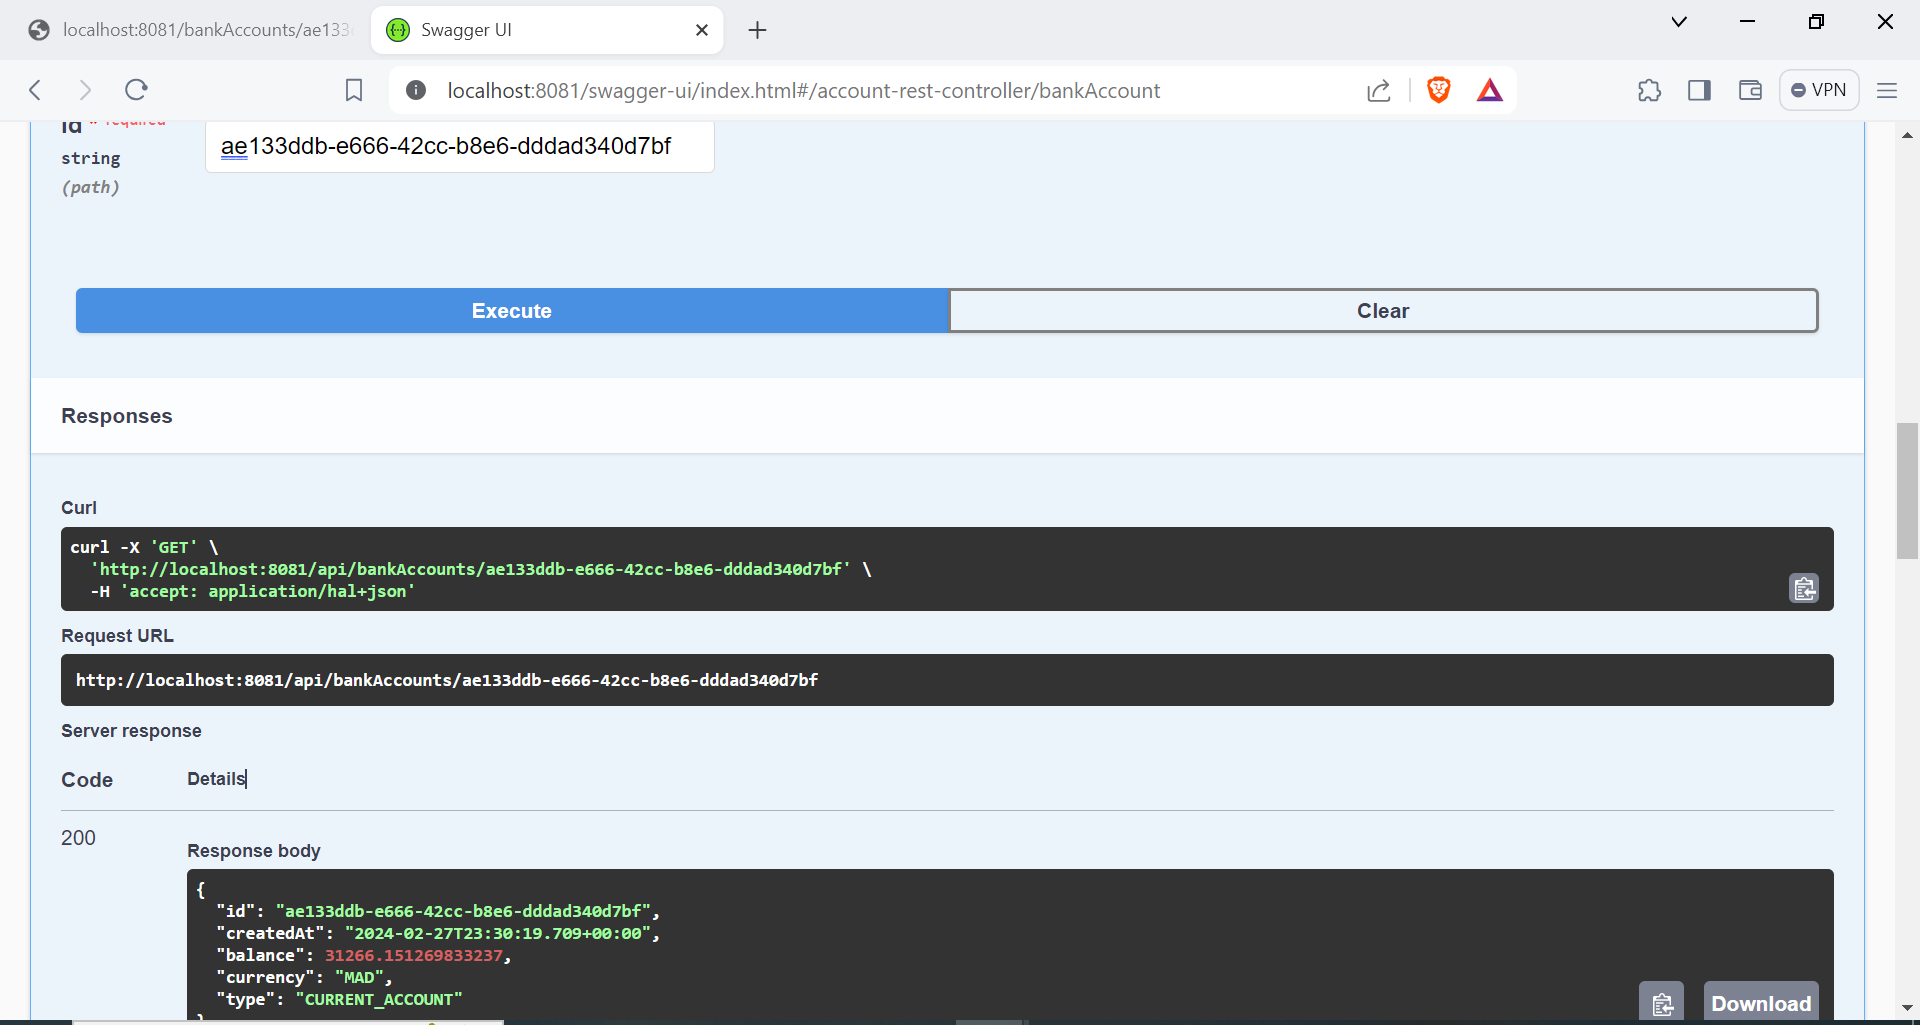 localhost:8081/bankAccounts/ae133
Swagger UI
localhost:8081/swagger-ui/index.html#/account-rest-controller/bankAccount
VPN
id * required
ae133ddb-e666-42cc-b8e6-dddad340d7bf
string
(path)
Execute
Clear
Responses
Curl
curl -X 'GET' \
'http://localhost:8081/api/bankAccounts/ae133ddb-e666-42cc-b8e6-dddad340d7bf' \
-H 'accept: application/hal+json'
Request URL
http://localhost:8081/api/bankAccounts/ae133ddb-e666-42cc-b8e6-dddad340d7bf
Server response
Code
Details
200
Response body
{
"id": "ae133ddb-e666-42cc-b8e6-dddad340d7bf",
"createdAt": "2024-02-27T23:30:19.709+00:00",
"balance": 31266.151269833237,
"currency": "MAD",
"type": "CURRENT_ACCOUNT"
}
Download